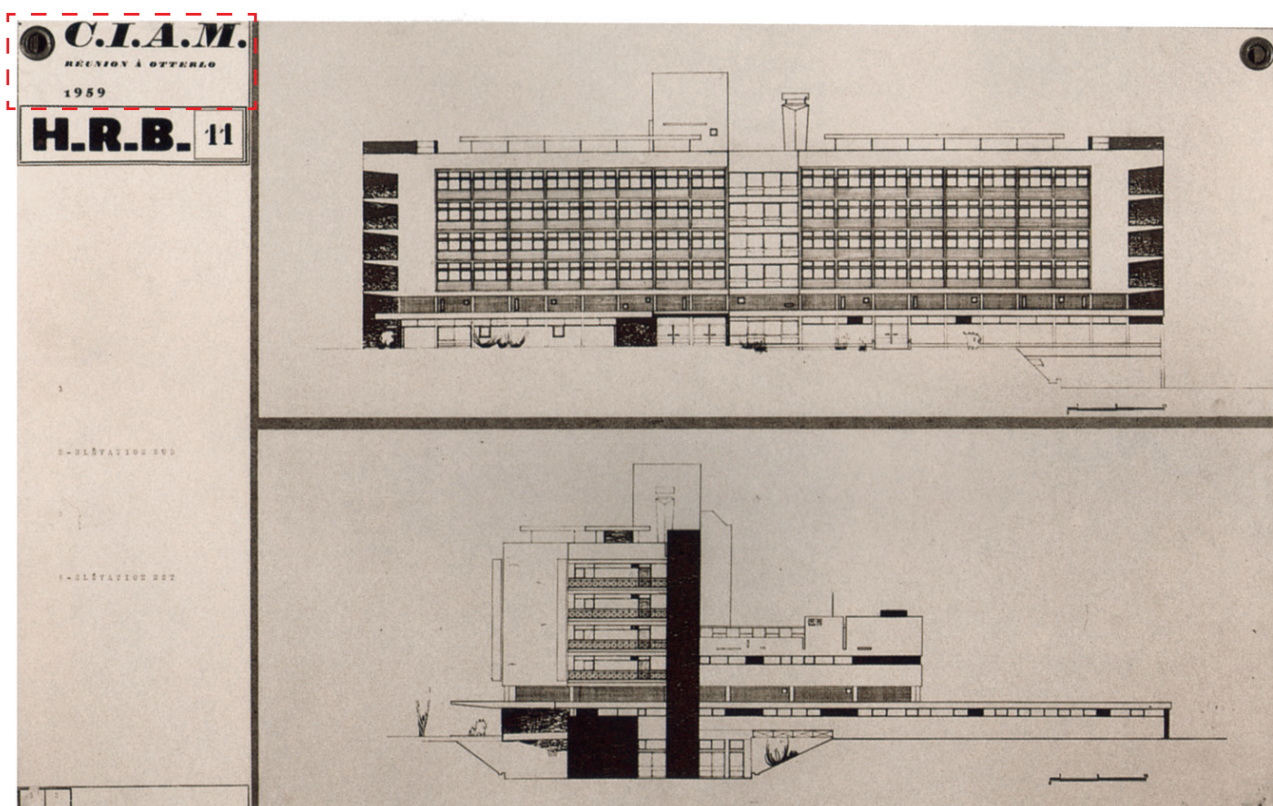 C.I.A.M.
RÉUNION À OTTERLO
1959
H.R.B. 11
ÉLÉVATION SUD
ÉLÉVATION EST